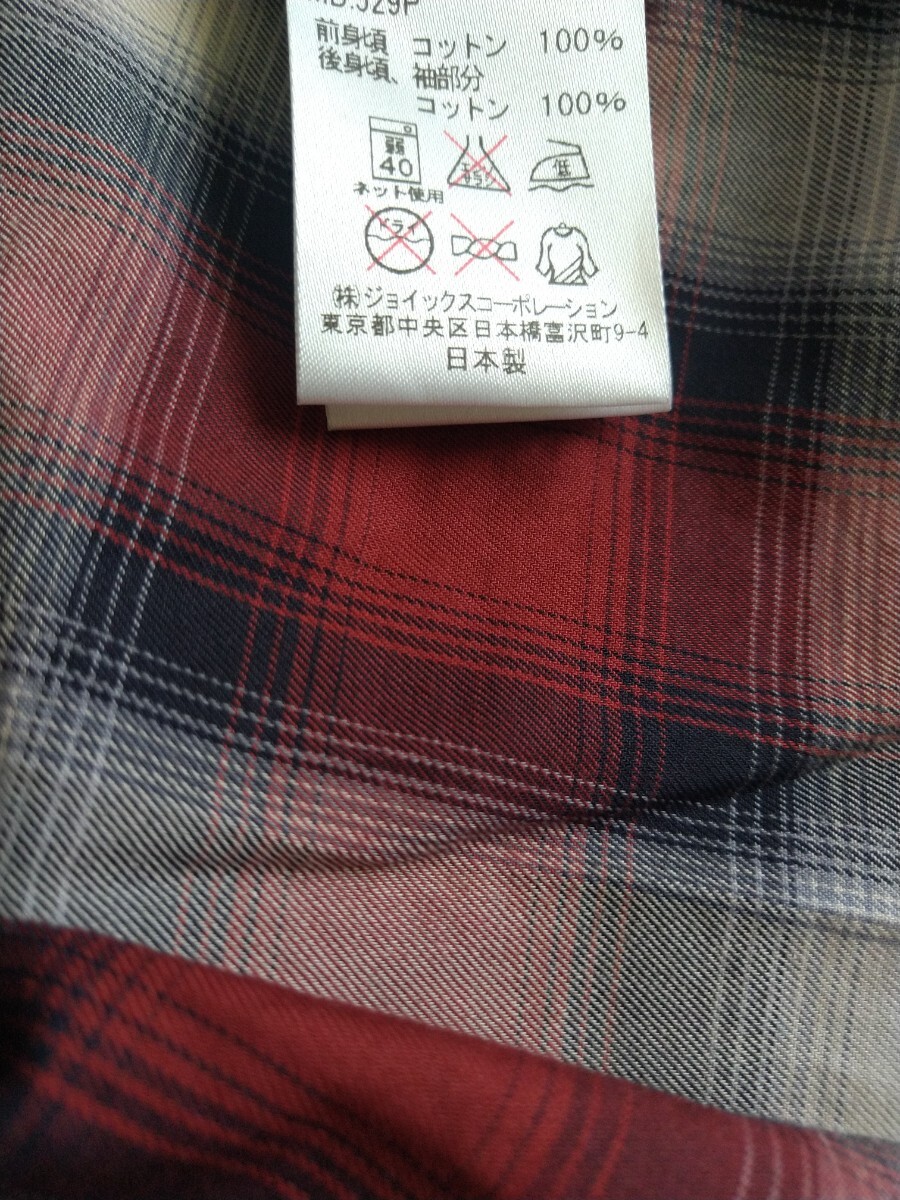 MD.529P
前身頃 コットン 100%
後身頃、袖部分
コットン 100%
弱
40
エンソ
サラシ
低
ネット使用
ドライ
㈱ジョイックスコーポレーション
東京都中央区日本橋富沢町9-4
日本製